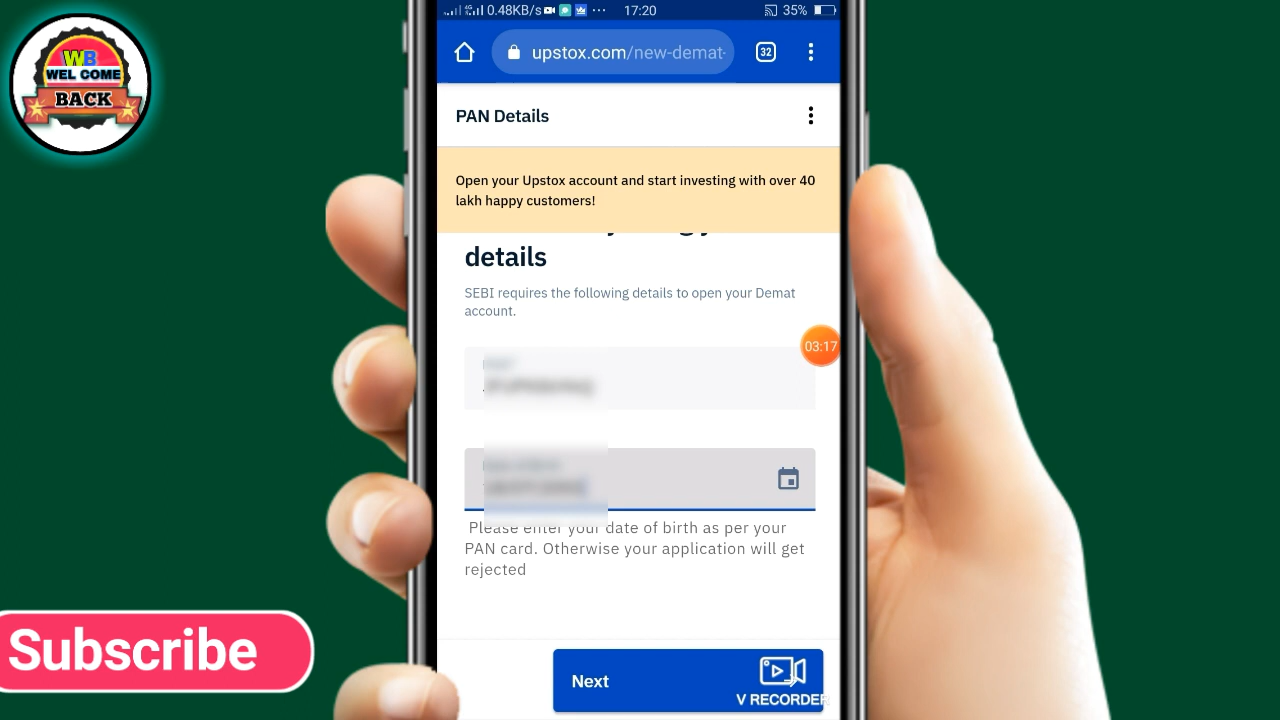 WB
WEL COME
BACK
0.48KB/s
17:20
35%
upstox.com/new-demat-
32
PAN Details
Open your Upstox account and start investing with over 40
lakh happy customers!
details
SEBI requires the following details to open your Demat
account.
03:17
Please enter your date of birth as per your
PAN card. Otherwise your application will get
rejected
Subscribe
Next
V RECORDER